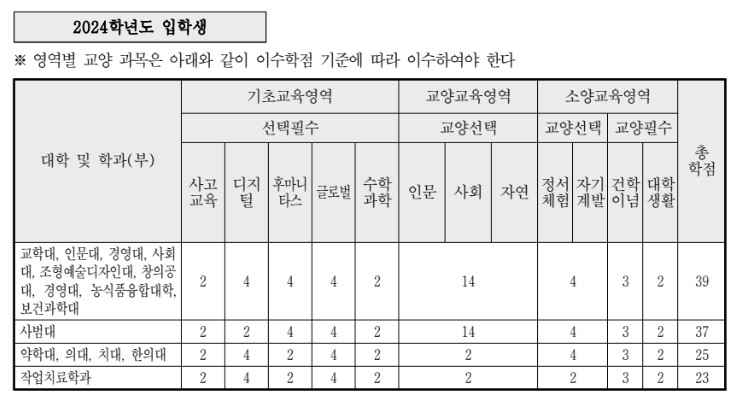 2024학년도 입학생
※ 영역별 교양 과목은 아래와 같이 이수학점 기준에 따라 이수하여야 한다
대학 및 학과(부) 기초교육영역 교양교육영역 소양교육영역 총학점
선택필수 교양선택 교양선택 교양필수
사고교육 디지털 후마니타스 글로벌 수학과학 인문 사회 자연 정서체험 자기계발 건학이념 대학생활
교학대, 인문대, 경영대, 사회
대, 조형예술디자인대, 창의공
대, 경영대, 농식품융합대학,
보건과학대
2 4 4 4 2 14 4 3 2 39
사범대 2 2 4 4 2 14 4 3 2 37
약학대, 의대, 치대, 한의대 2 4 2 4 2 2 4 3 2 25
작업치료학과 2 4 2 4 2 2 2 3 2 23